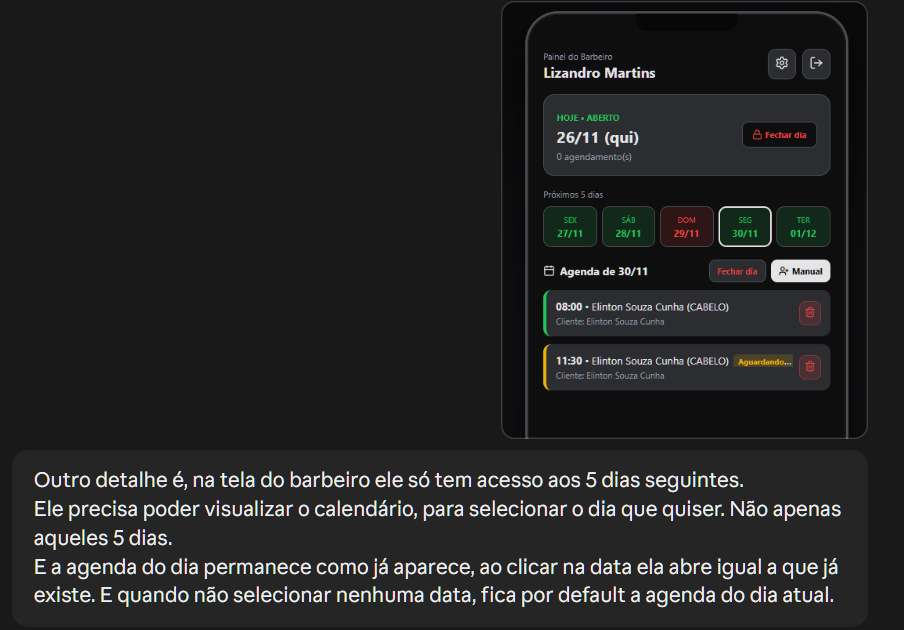 Painel do Barbeiro
Lizandro Martins
HOJE • ABERTO
26/11 (qui)
0 agendamento(s)
Fechar dia
Próximos 5 dias
SEX SÁB DOM SEG TER
27/11 28/11 29/11 30/11 01/12
Agenda de 30/11 Fechar dia Manual
08:00 • Elinton Souza Cunha (CABELO)
Cliente: Elinton Souza Cunha
11:30 • Elinton Souza Cunha (CABELO) Aguardando...
Cliente: Elinton Souza Cunha
Outro detalhe é, na tela do barbeiro ele só tem acesso aos 5 dias seguintes.
Ele precisa poder visualizar o calendário, para selecionar o dia que quiser. Não apenas
aqueles 5 dias.
E a agenda do dia permanece como já aparece, ao clicar na data ela abre igual a que já
existe. E quando não selecionar nenhuma data, fica por default a agenda do dia atual.